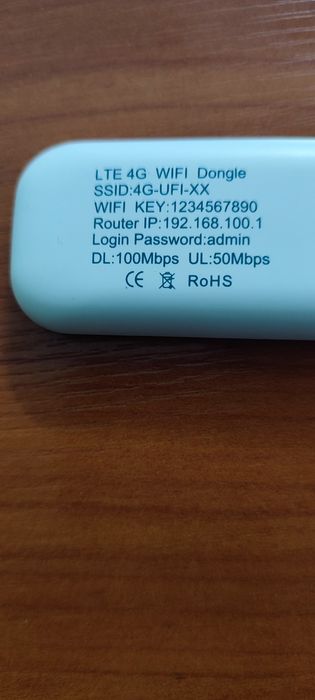 LTE 4G WIFI Dongle
SSID:4G-UFI-XX
WIFI KEY:1234567890
Router IP:192.168.100.1
Login Password:admin
DL:100Mbps UL:50Mbps
CE RoHS